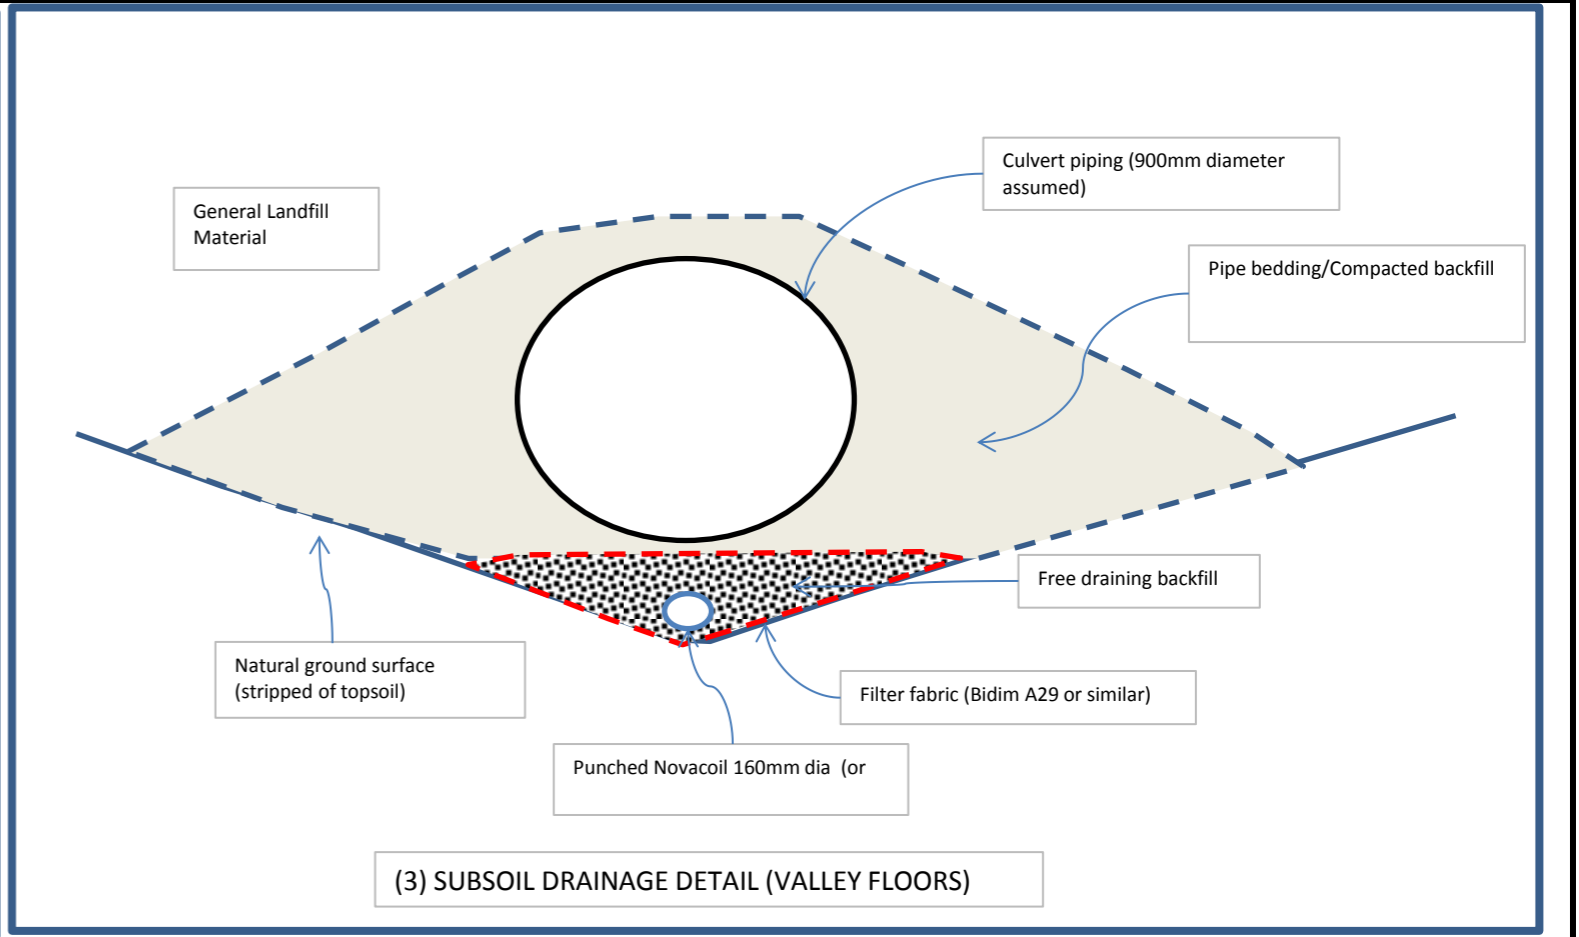 General Landfill
Material
Culvert piping (900mm diameter
assumed)
Pipe bedding/Compacted backfill
Free draining backfill
Natural ground surface
(stripped of topsoil)
Filter fabric (Bidim A29 or similar)
Punched Novacoil 160mm dia  (or
(3) SUBSOIL DRAINAGE DETAIL (VALLEY FLOORS)